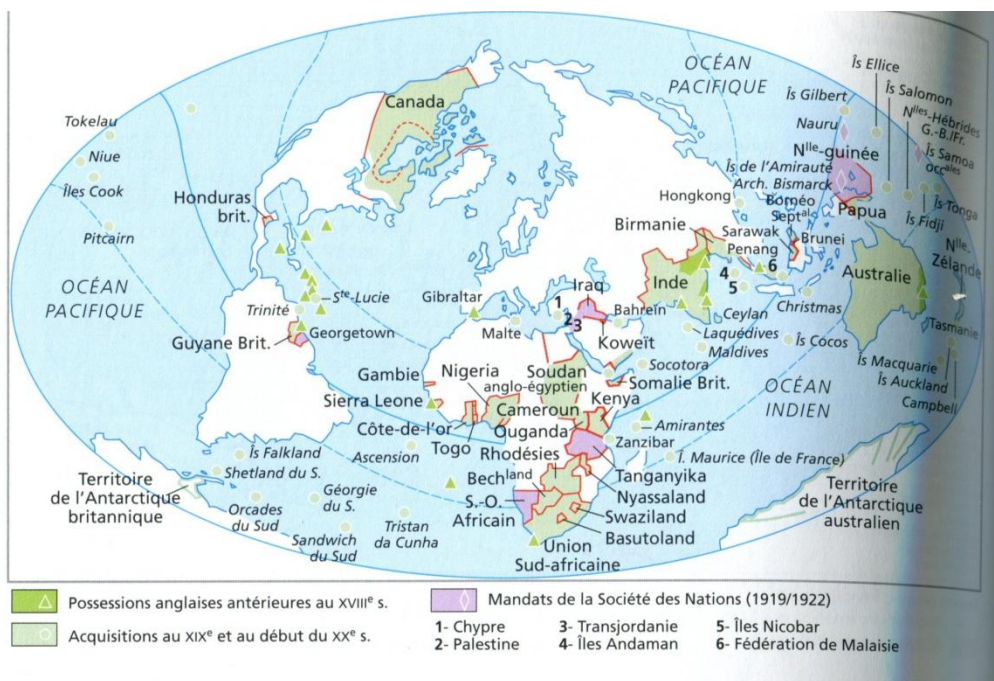 OCÉAN
PACIFIQUE
Îs Ellice
Îs Salomon
Îs Gilbert
Nlles-Hébrides
G.-B./Fr.
Nauru
Îs Samoa
occales
Nlle-guinée
Îs de l'Amirauté
Arch. Bismarck
Canada
Tokelau
Niue
Îles Cook
Pitcairn
Honduras
brit.
Hongkong
Bornéo
Septal.
Papua
Îs Tonga
Îs Fidji
Birmanie
Sarawak
Penang
Brunei
Nlle-
Zélande
OCÉAN
PACIFIQUE
Trinité
Ste-Lucie
Gibraltar
1
Iraq
Inde
4
5
6
Australie
Guyane Brit.
Georgetown
Malte
2
3
Bahreïn
Koweït
Ceylan
Laquédives
Maldives
Christmas
Îs Cocos
Tasmanie
Gambie
Sierra Leone
Nigeria
Soudan
anglo-égyptien
Socotora
Somalie Brit.
Îs Macquarie
Îs Auckland
Campbell
Côte-de-l'or
Togo
Cameroun
Ouganda
Kenya
Amirantes
OCÉAN
INDIEN
Îs Falkland
Ascension
Rhodésies
Zanzibar
Î. Maurice (Île de France)
Territoire
de l'Antarctique
britannique
Shetland du S.
Orcades
du Sud
Géorgie
du S.
Sandwich
du Sud
Tristan
da Cunha
Bechland
S.-O.
Africain
Tanganyika
Nyassaland
Swaziland
Basutoland
Union
Sud-africaine
Territoire
de l'Antarctique
australien
Possessions anglaises antérieures au XVIIIe s.
Acquisitions au XIXe et au début du XXe s.
Mandats de la Société des Nations (1919/1922)
1- Chypre
2- Palestine
3- Transjordanie
4- Îles Andaman
5- Îles Nicobar
6- Fédération de Malaisie